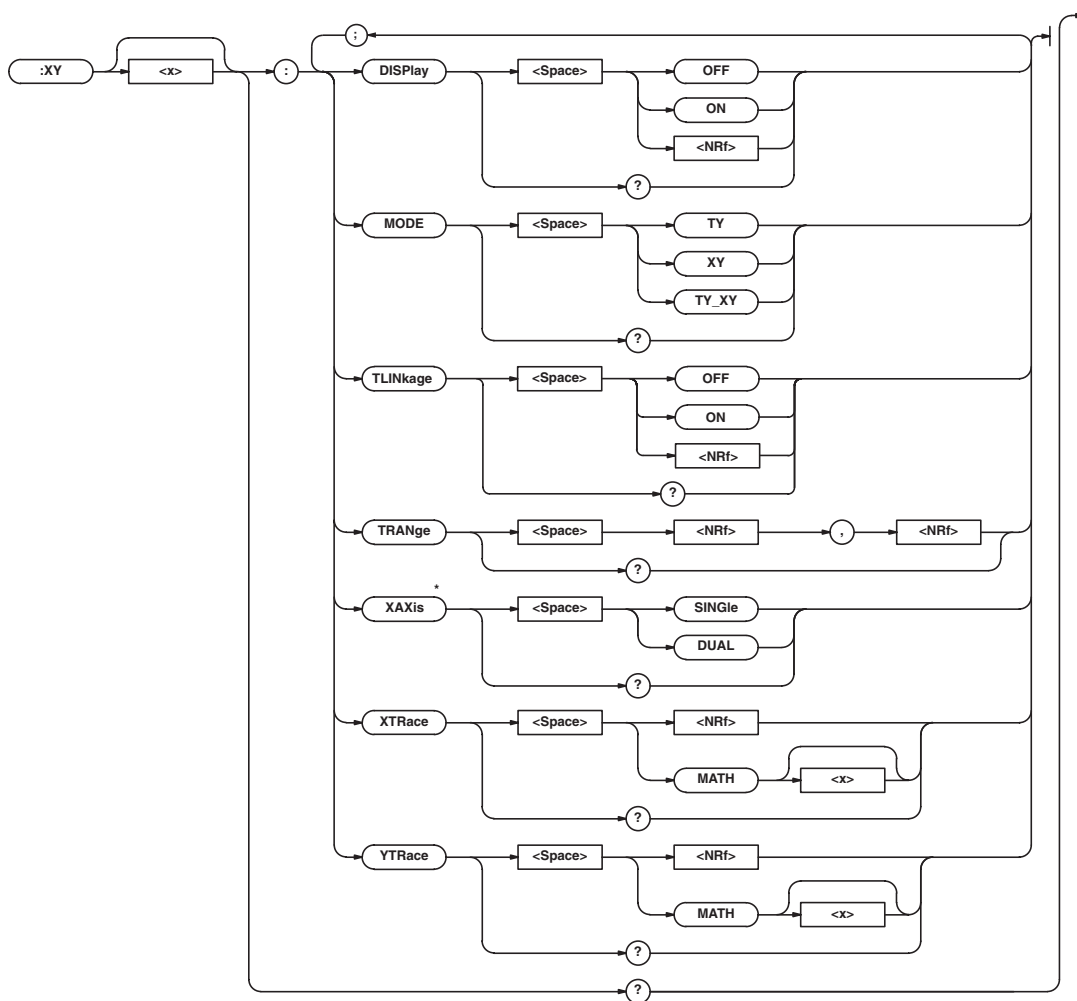 ;
:XY <x> : DISPlay <Space> OFF
ON
<NRf>
?
MODE <Space> TY
XY
TY_XY
?
TLINkage <Space> OFF
ON
<NRf>
?
TRANge <Space> <NRf> , <NRf>
?
*
XAXis <Space> SINGle
DUAL
?
XTRace <Space> <NRf>
MATH <x>
?
YTRace <Space> <NRf>
MATH <x>
?
?